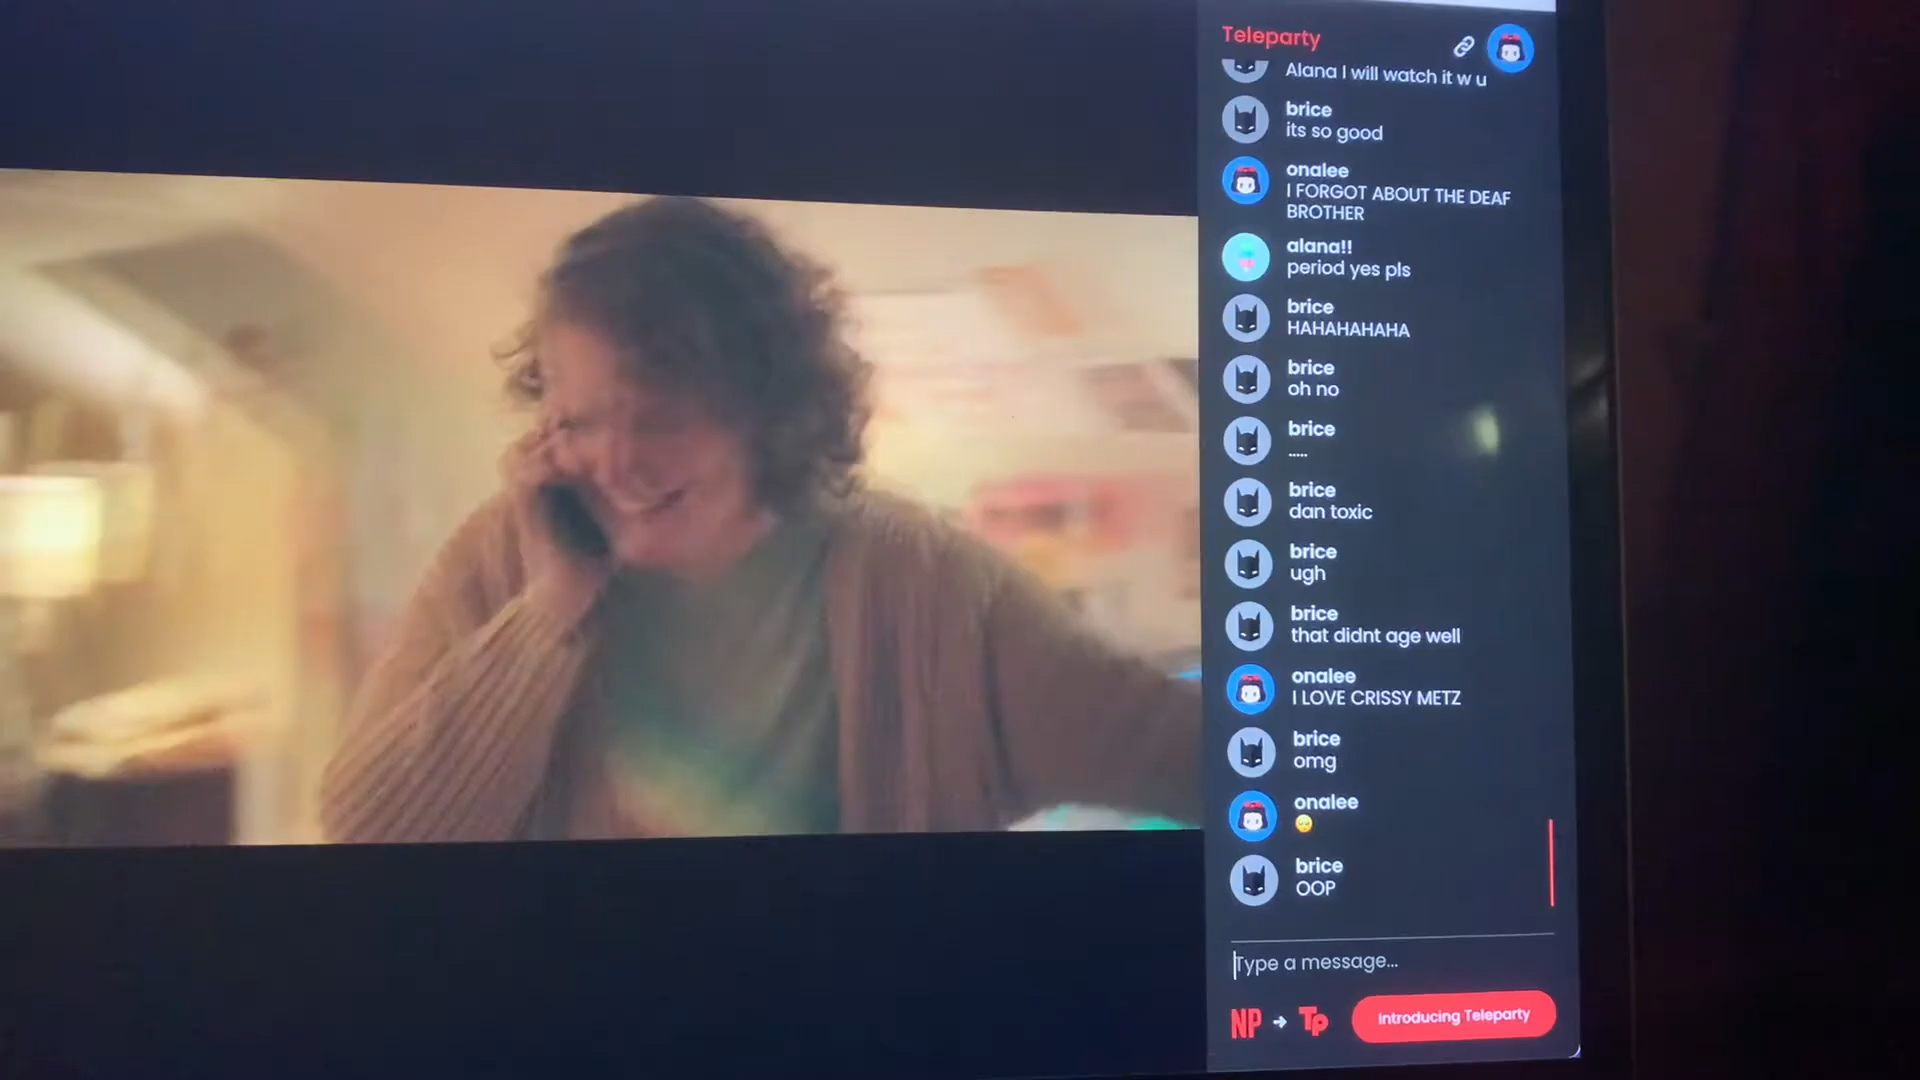 Teleparty
Alana I will watch it w u
brice
its so good
onalee
I FORGOT ABOUT THE DEAF
BROTHER
alana!!
period yes pls
brice
HAHAHAHAHA
brice
oh no
brice
.....
brice
dan toxic
brice
ugh
brice
that didnt age well
onalee
I LOVE CRISSY METZ
brice
omg
onalee
🥺
brice
OOP
Type a message...
NP → Tp
Introducing Teleparty